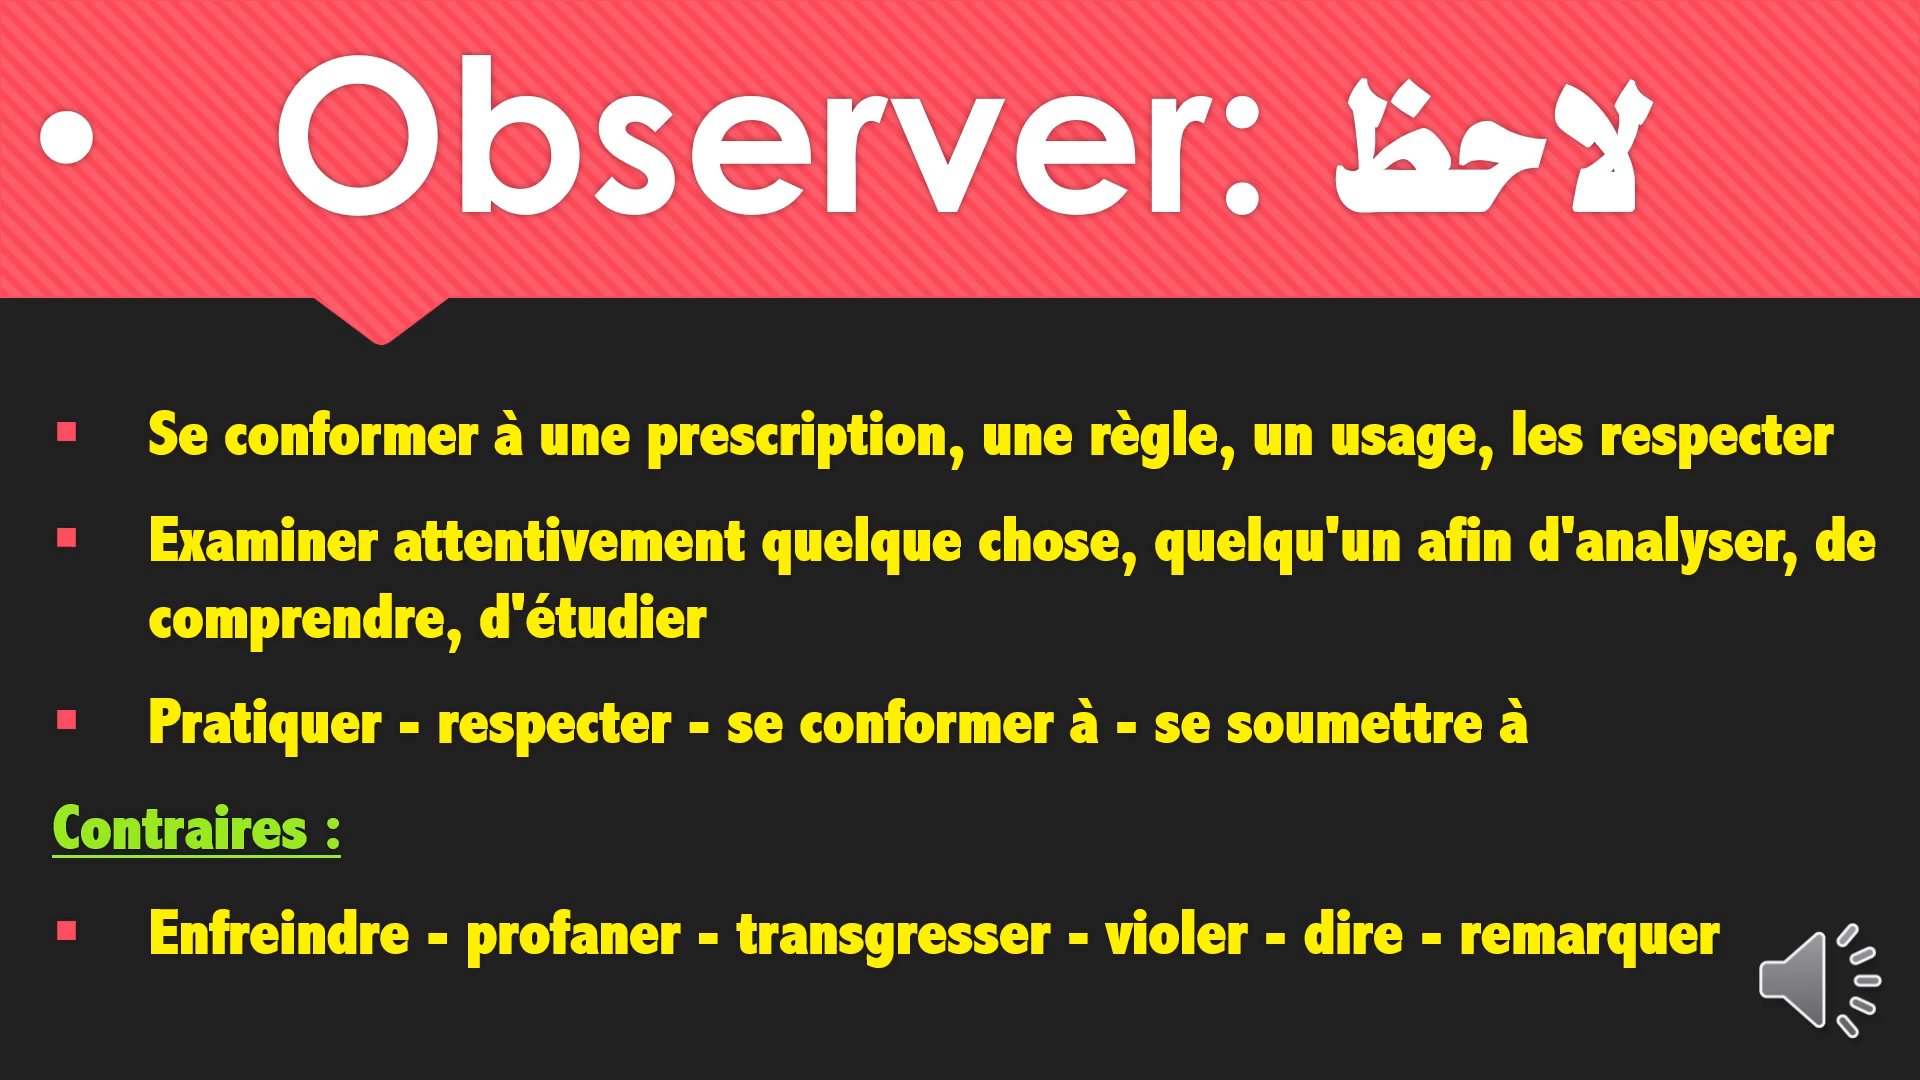 • Observer: لاحظ
▪ Se conformer à une prescription, une règle, un usage, les respecter
▪ Examiner attentivement quelque chose, quelqu'un afin d'analyser, de
comprendre, d'étudier
▪ Pratiquer - respecter - se conformer à - se soumettre à
Contraires :
▪ Enfreindre - profaner - transgresser - violer - dire - remarquer